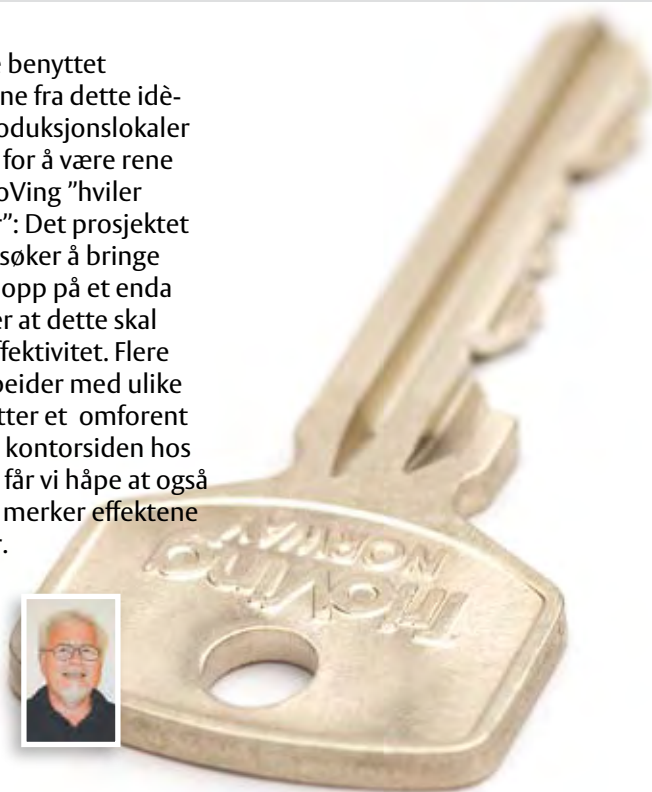 benyttet
ne fra dette idè-
oduksjonslokaler
for å være rene
oVing ”hviler
”: Det prosjektet
søker å bringe
opp på et enda
er at dette skal
ffektivitet. Flere
beider med ulike
tter et omforent
kontorsiden hos
får vi håpe at også
merker effektene
TrioVing
NORWAY